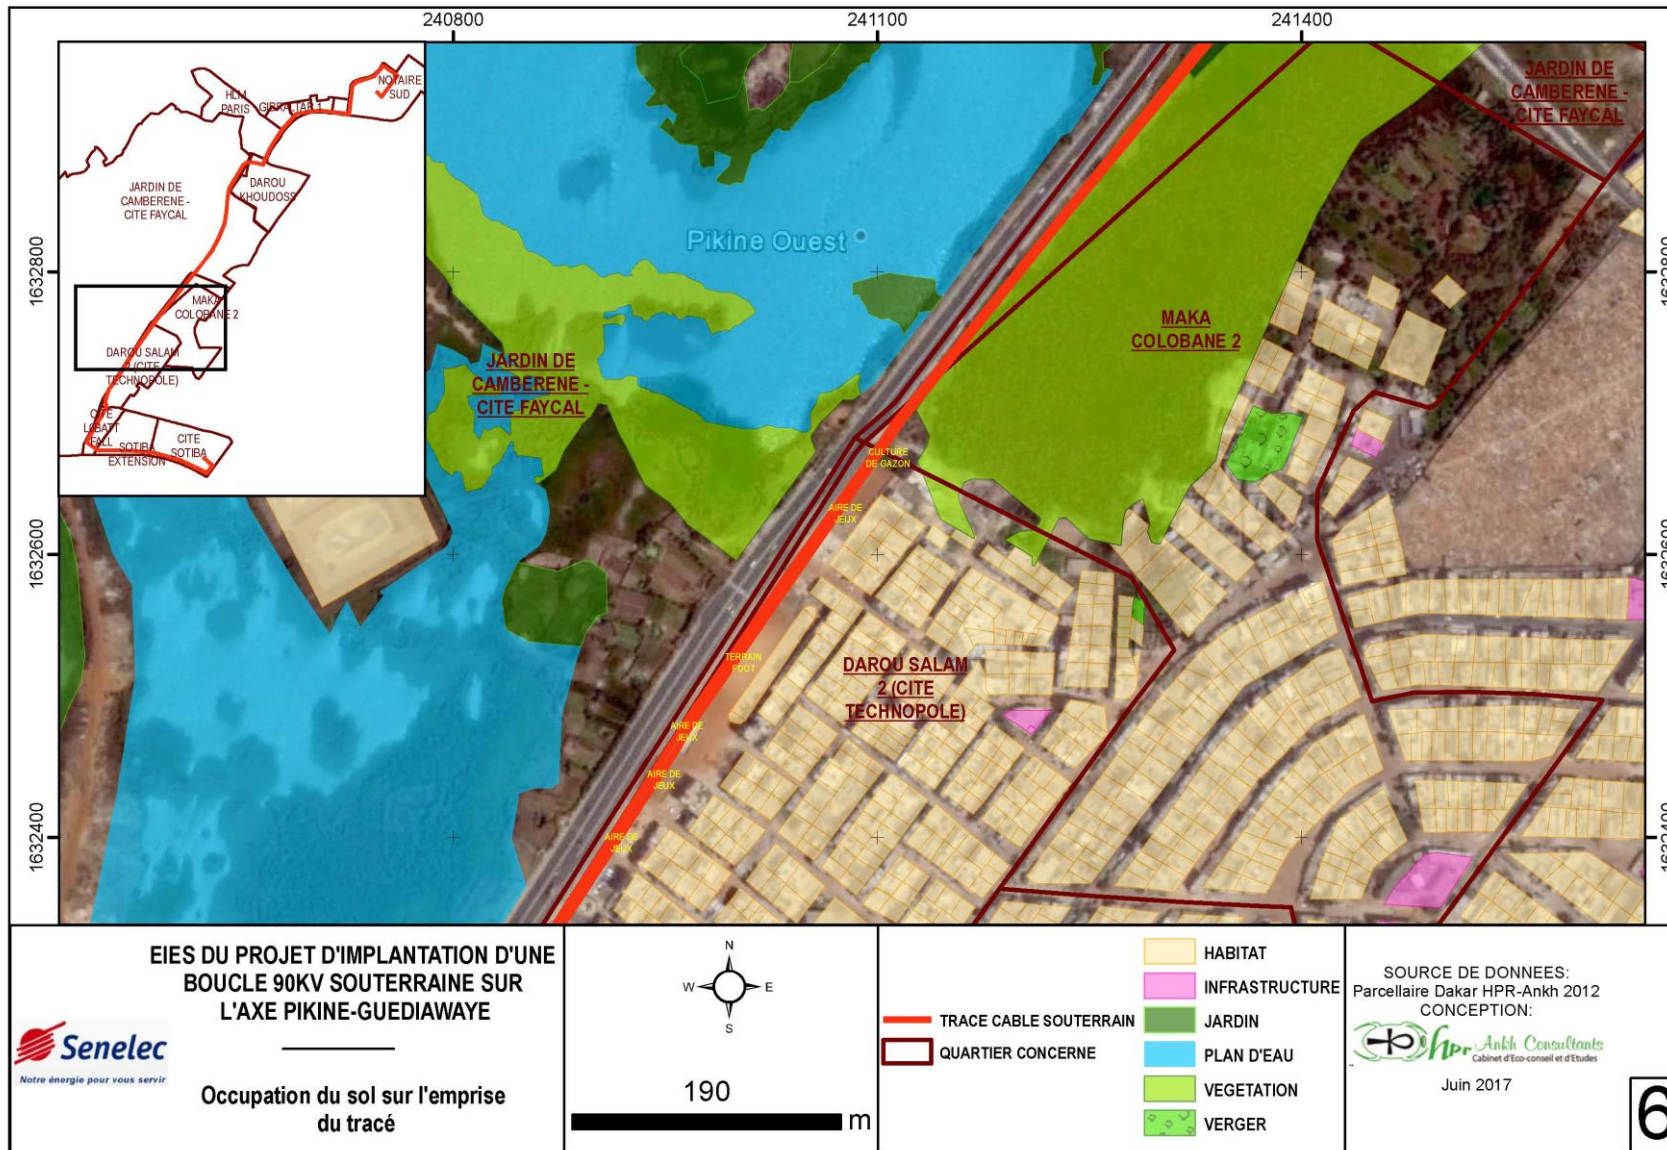 240800
241100
241400
1632800
1632600
1632400
1632800
1632600
1632400
NOTAIRE
SUD
HLM
PARIS
GIBRALTAR 1
DAROU
KHOUDOSS
JARDIN DE
CAMBERENE -
CITE FAYCAL
MAKA
COLOBANE 2
DAROU SALAM
2 (CITE
TECHNOPOLE)
CITE
LOBATT
FALL
SOTIBA
EXTENSION
CITE
SOTIBA
JARDIN DE
CAMBERENE -
CITE FAYCAL
Pikine Ouest
MAKA
COLOBANE 2
JARDIN DE
CAMBERENE -
CITE FAYCAL
CULTURE
DE GAZON
AIRE DE
JEUX
TERRAIN
FOOT
DAROU SALAM
2 (CITE
TECHNOPOLE)
AIRE DE
JEUX
AIRE DE
JEUX
AIRE DE
JEUX
EIES DU PROJET D'IMPLANTATION D'UNE
BOUCLE 90KV SOUTERRAINE SUR
L'AXE PIKINE-GUEDIAWAYE
Senelec
Notre énergie pour vous servir
Occupation du sol sur l'emprise
du tracé
N
W E
S
190
m
TRACE CABLE SOUTERRAIN
QUARTIER CONCERNE
HABITAT
INFRASTRUCTURE
JARDIN
PLAN D'EAU
VEGETATION
VERGER
SOURCE DE DONNEES:
Parcellaire Dakar HPR-Ankh 2012
CONCEPTION:
hpr Ankh Consultants
Cabinet d'Eco-conseil et d'Etudes
Juin 2017
6